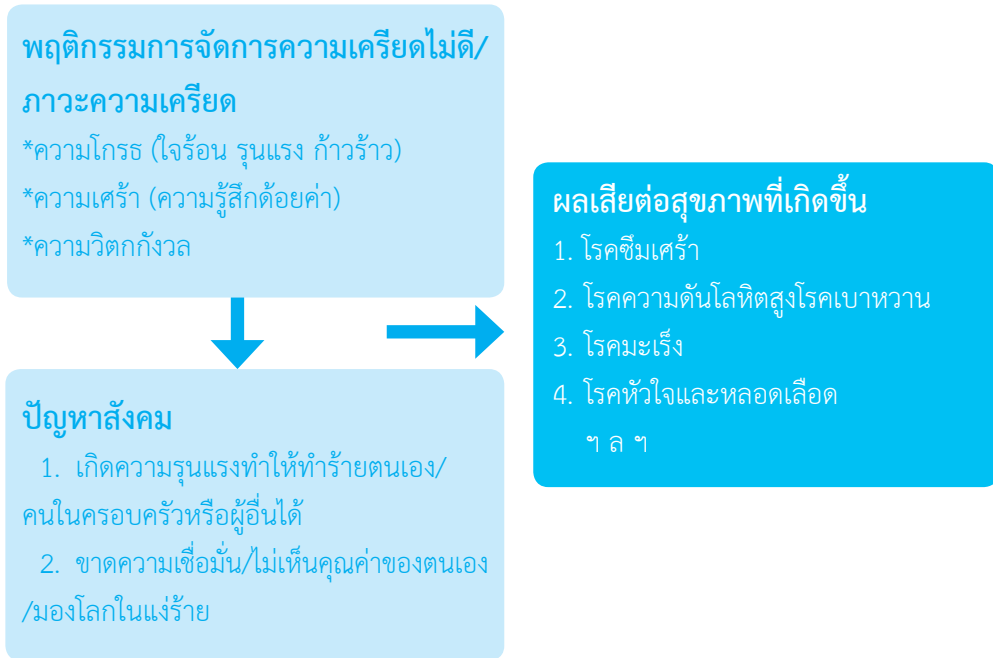 พฤติกรรมการจัดการความเครียดไม่ดี/
ภาวะความเครียด
*ความโกรธ (ใจร้อน รุนแรง ก้าวร้าว)
*ความเศร้า (ความรู้สึกด้อยค่า)
*ความวิตกกังวล
ปัญหาสังคม
1. เกิดความรุนแรงทำให้ทำร้ายตนเอง/
คนในครอบครัวหรือผู้อื่นได้
2. ขาดความเชื่อมั่น/ไม่เห็นคุณค่าของตนเอง
/มองโลกในแง่ร้าย
ผลเสียต่อสุขภาพที่เกิดขึ้น
1. โรคซึมเศร้า
2. โรคความดันโลหิตสูงโรคเบาหวาน
3. โรคมะเร็ง
4. โรคหัวใจและหลอดเลือด
ฯ ล ฯ